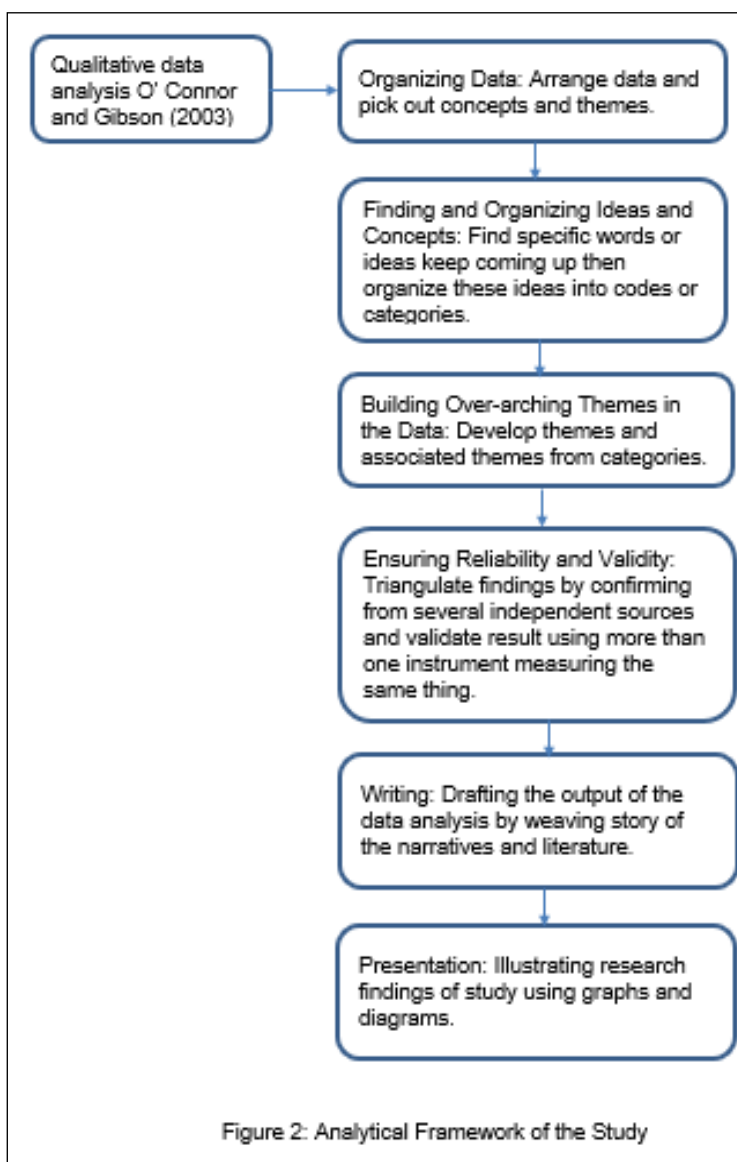 Qualitative data
analysis O' Connor
and Gibson (2003)
Organizing Data: Arrange data and
pick out concepts and themes.
Finding and Organizing Ideas and
Concepts: Find specific words or
ideas keep coming up then
organize these ideas into codes or
categories.
Building Over-arching Themes in
the Data: Develop themes and
associated themes from categories.
Ensuring Reliability and Validity:
Triangulate findings by confirming
from several independent sources
and validate result using more than
one instrument measuring the
same thing.
Writing: Drafting the output of the
data analysis by weaving story of
the narratives and literature.
Presentation: Illustrating research
findings of study using graphs and
diagrams.
Figure 2: Analytical Framework of the Study